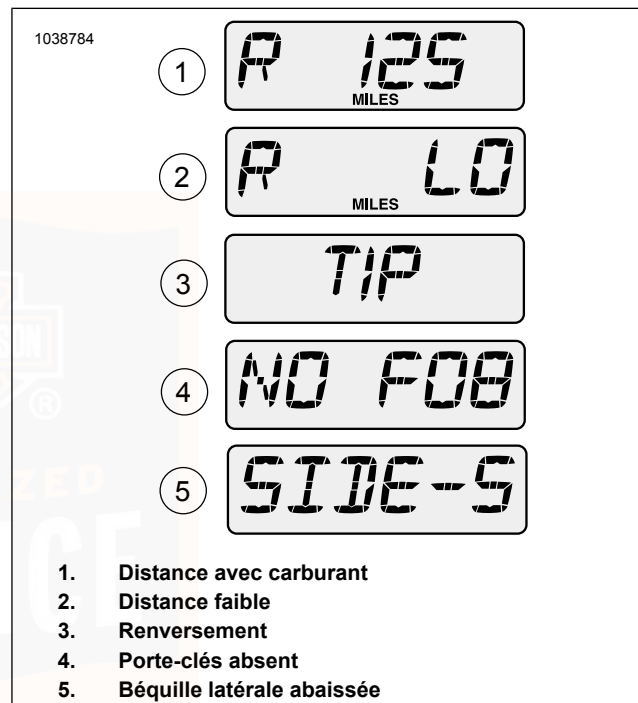 1038784
1
R 125
MILES
2
R LO
MILES
3
TIP
4
NO FOB
5
SIDE-S
1. Distance avec carburant
2. Distance faible
3. Renversement
4. Porte-clés absent
5. Béquille latérale abaissée